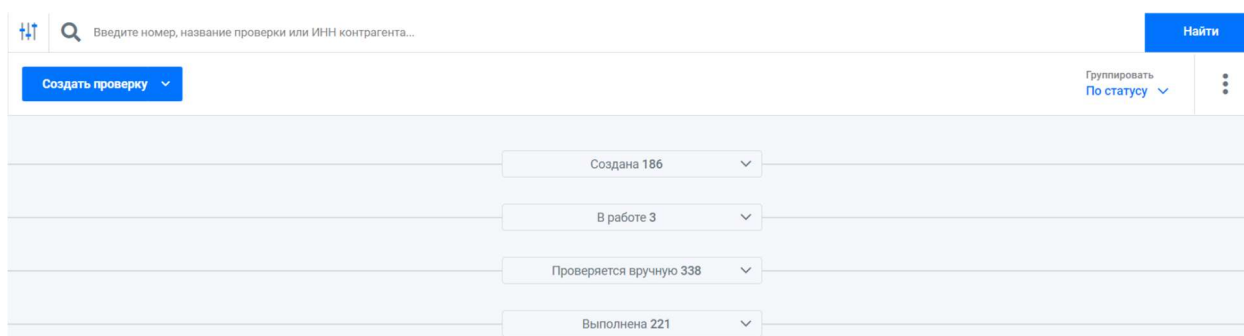 Введите номер, название проверки или ИНН контрагента...
Найти
Создать проверку
Группировать
По статусу
Создана 186
В работе 3
Проверяется вручную 338
Выполнена 221